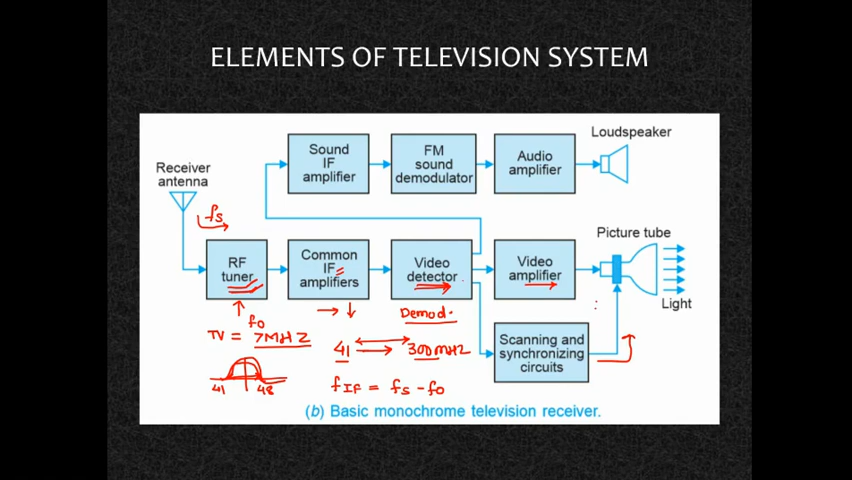 ELEMENTS OF TELEVISION SYSTEM
Sound
IF
amplifier
FM
sound
demodulator
Audio
amplifier
Loudspeaker
Receiver
antenna
fs
RF
tuner
Common
IF
amplifiers
Video
detector
Video
amplifier
Picture tube
Light
fo
Demod.
Scanning and
synchronizing
circuits
TV = 7MHZ
41 300MHZ
41 48
fIF = fs - fo
(b) Basic monochrome television receiver.